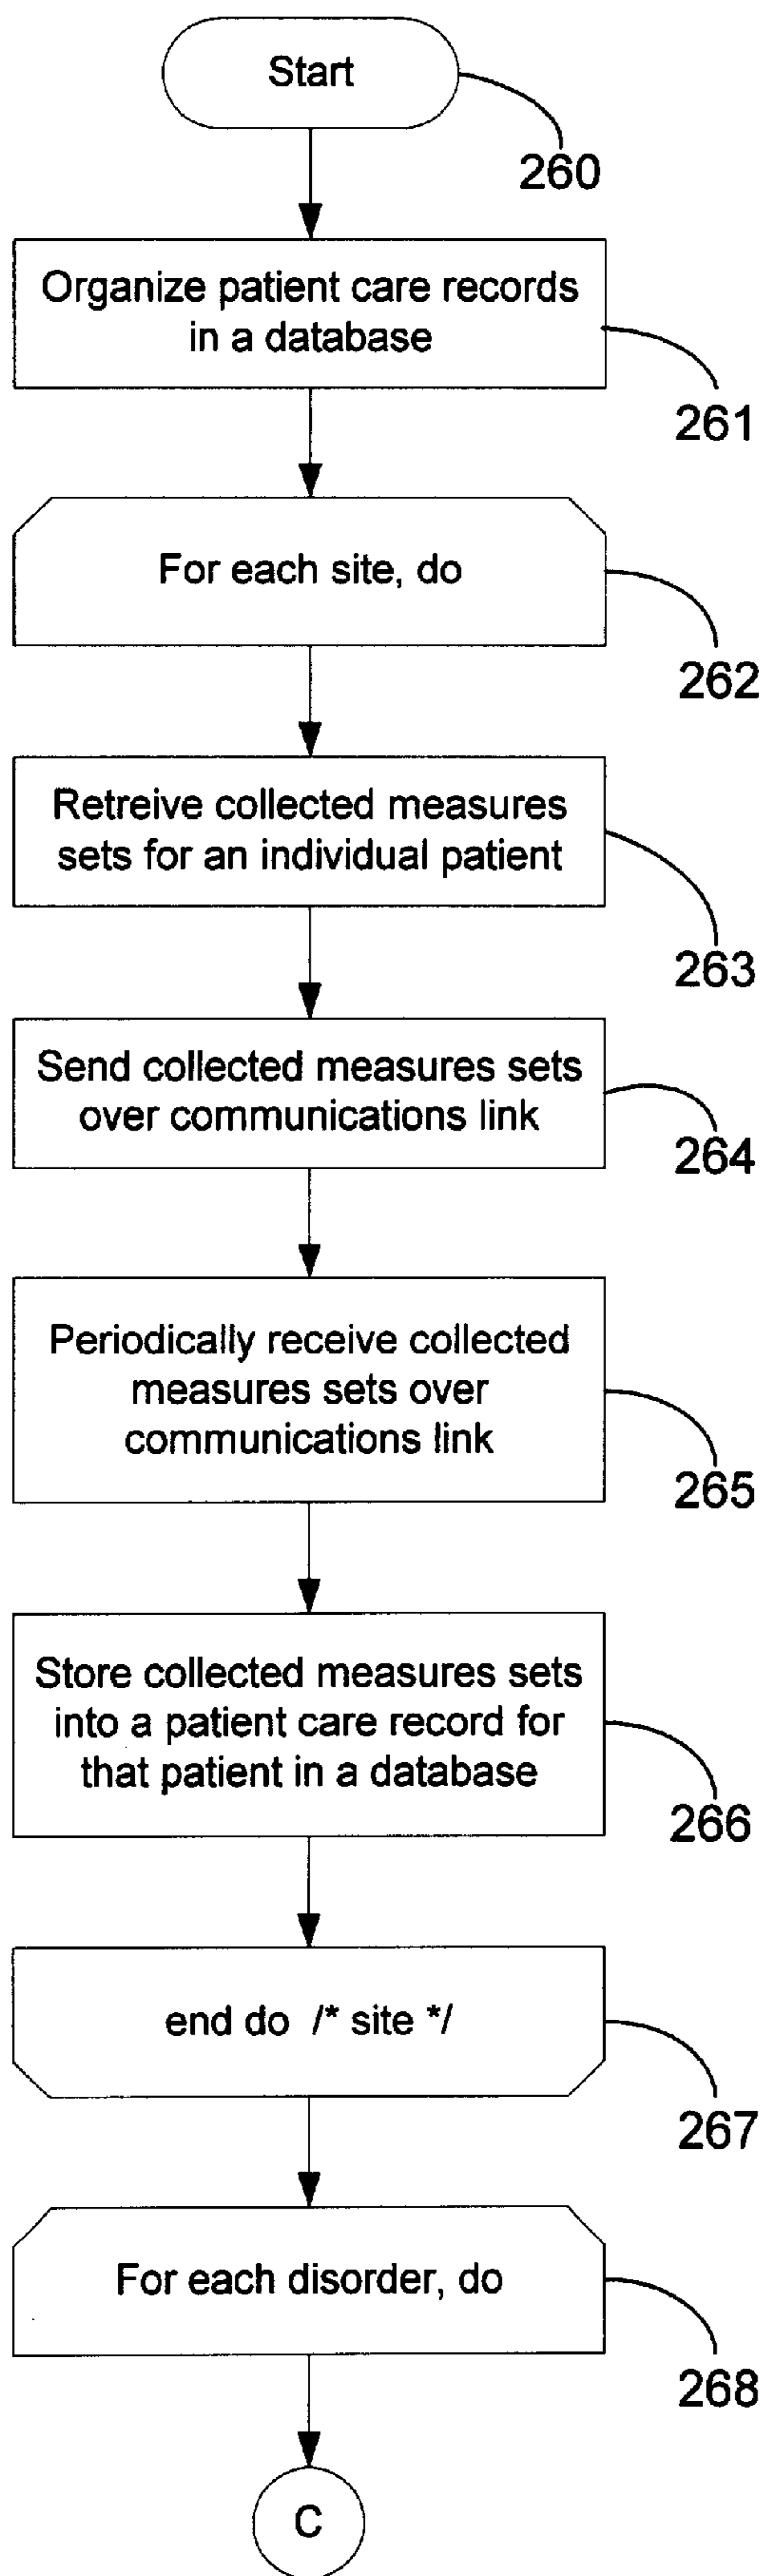 Start
260
Organize patient care records
in a database
261
For each site, do
262
Retreive collected measures
sets for an individual patient
263
Send collected measures sets
over communications link
264
Periodically receive collected
measures sets over
communications link
265
Store collected measures sets
into a patient care record for
that patient in a database
266
end do /* site */
267
For each disorder, do
268
C